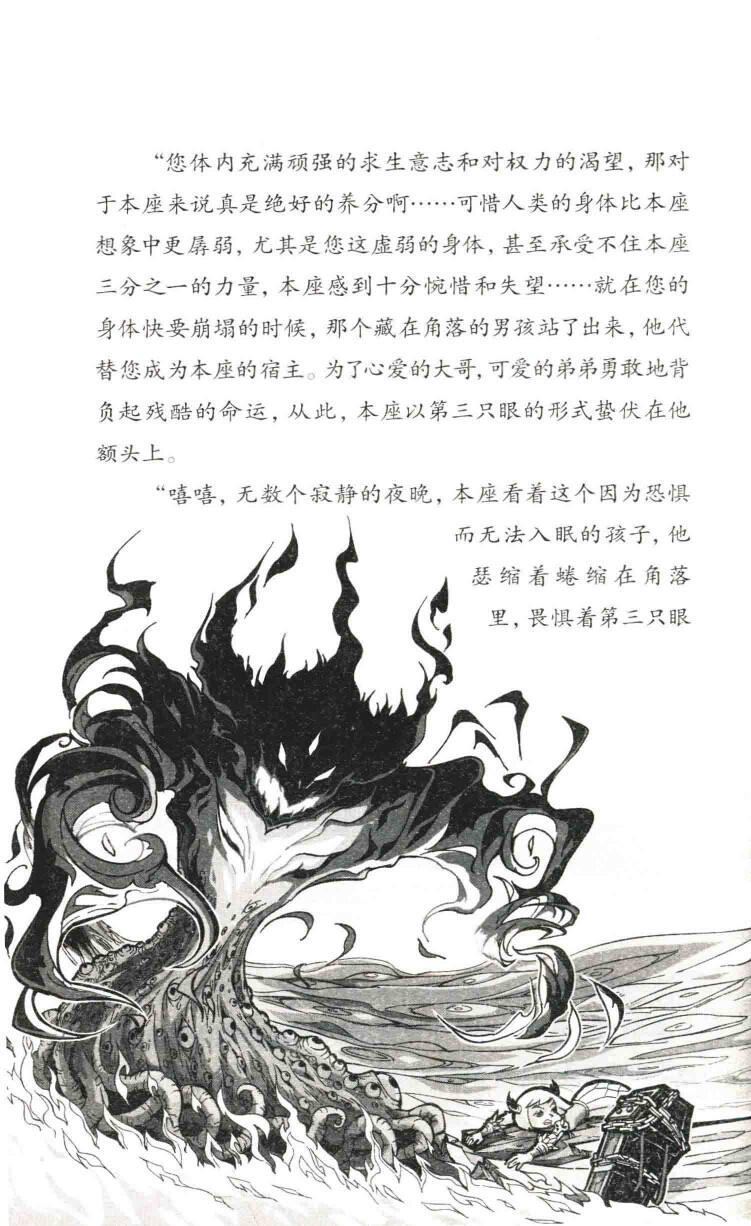 “您体内充满顽强的求生意志和对权力的渴望，那对
于本座来说真是绝好的养分啊……可惜人类的身体比本座
想象中更孱弱，尤其是您这虚弱的身体，甚至承受不住本座
三分之一的力量，本座感到十分惋惜和失望……就在您的
身体快要崩塌的时候，那个藏在角落的男孩站了出来，他代
替您成为本座的宿主。为了心爱的大哥，可爱的弟弟勇敢地背
负起残酷的命运，从此，本座以第三只眼的形式蛰伏在他
额头上。
“嘻嘻，无数个寂静的夜晚，本座看着这个因为恐惧
而无法入眠的孩子，他
瑟缩着蜷缩在角落
里，畏惧着第三只眼